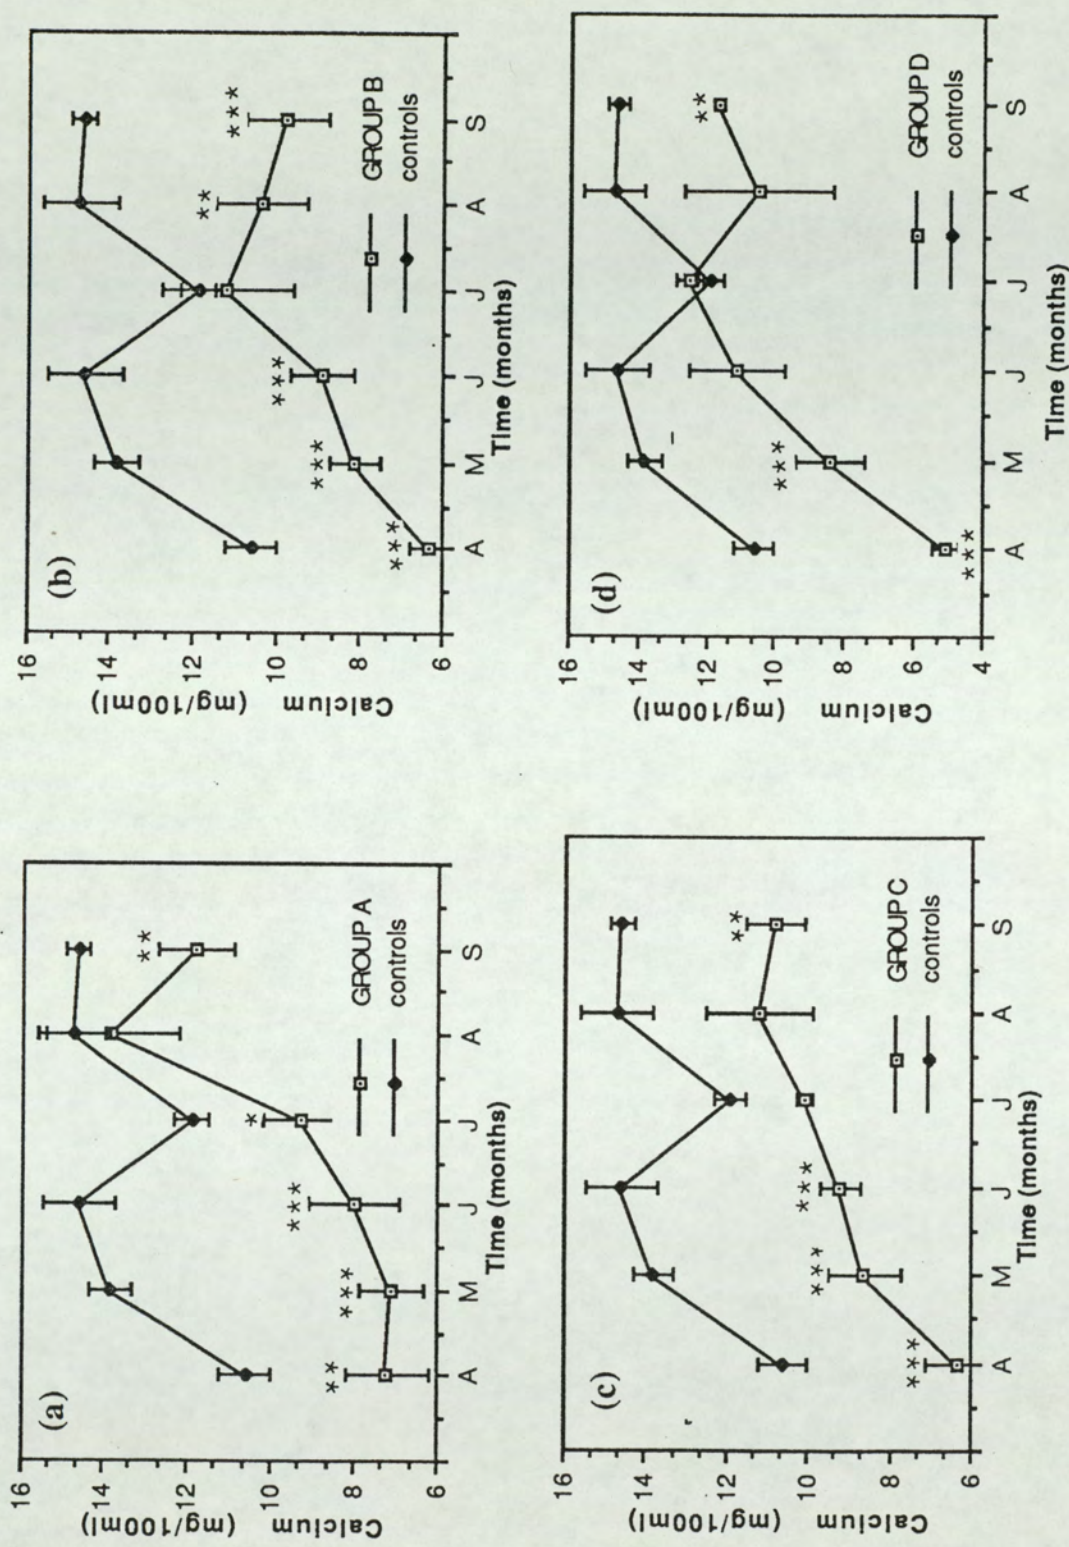 (a)
16
14
12
10
8
6
Calcium
(mg/100ml)
**
***
***
*
**
GROUP A
controls
A M J J A S
Time (months)
(b)
16
14
12
10
8
6
Calcium
(mg/100ml)
***
***
***
**
***
GROUP B
controls
A M J J A S
Time (months)
(c)
16
14
12
10
8
6
Calcium
(mg/100ml)
***
***
***
**
GROUP C
controls
A M J J A S
Time (months)
(d)
16
14
12
10
8
6
4
Calcium
(mg/100ml)
***
***
**
GROUP D
controls
A M J J A S
Time (months)